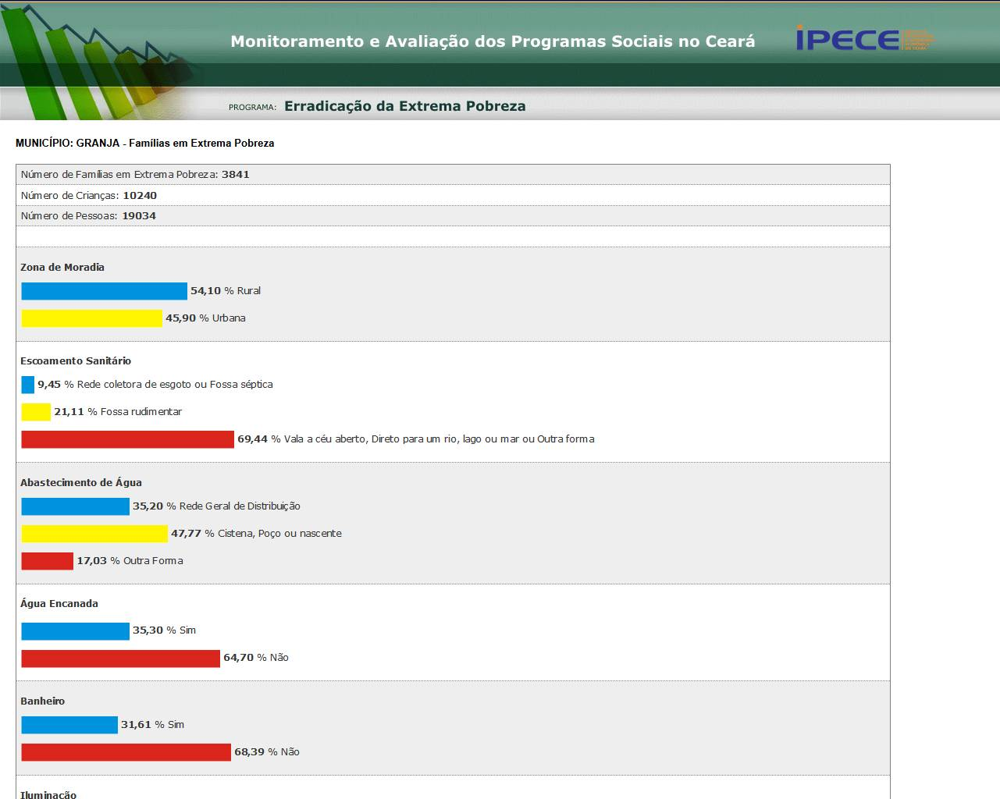 Monitoramento e Avaliação dos Programas Sociais no Ceará
IPECE
PROGRAMA: Erradicação da Extrema Pobreza
MUNICÍPIO: GRANJA - Famílias em Extrema Pobreza
Número de Famílias em Extrema Pobreza: 3841
Número de Crianças: 10240
Número de Pessoas: 19034
Zona de Moradia
54,10 % Rural
45,90 % Urbana
Escoamento Sanitário
9,45 % Rede coletora de esgoto ou Fossa séptica
21,11 % Fossa rudimentar
69,44 % Vala a céu aberto, Direto para um rio, lago ou mar ou Outra forma
Abastecimento de Água
35,20 % Rede Geral de Distribuição
47,77 % Cistena, Poço ou nascente
17,03 % Outra Forma
Água Encanada
35,30 % Sim
64,70 % Não
Banheiro
31,61 % Sim
68,39 % Não
Iluminação